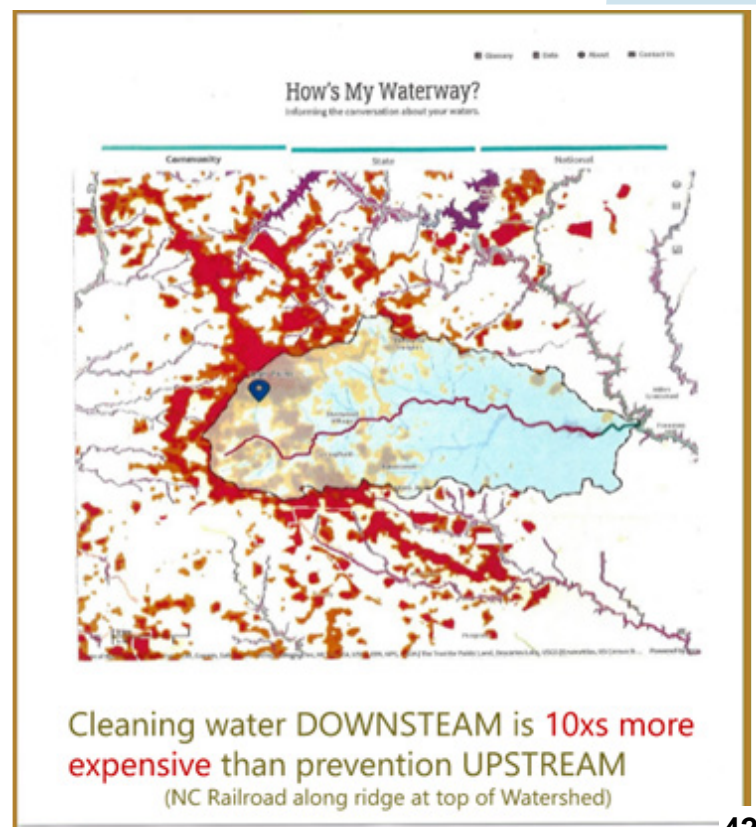 Glossary Data About Contact Us
How's My Waterway?
Informing the conversation about your waters.
Community State National
Cleaning water DOWNSTEAM is 10xs more
expensive than prevention UPSTREAM
(NC Railroad along ridge at top of Watershed)